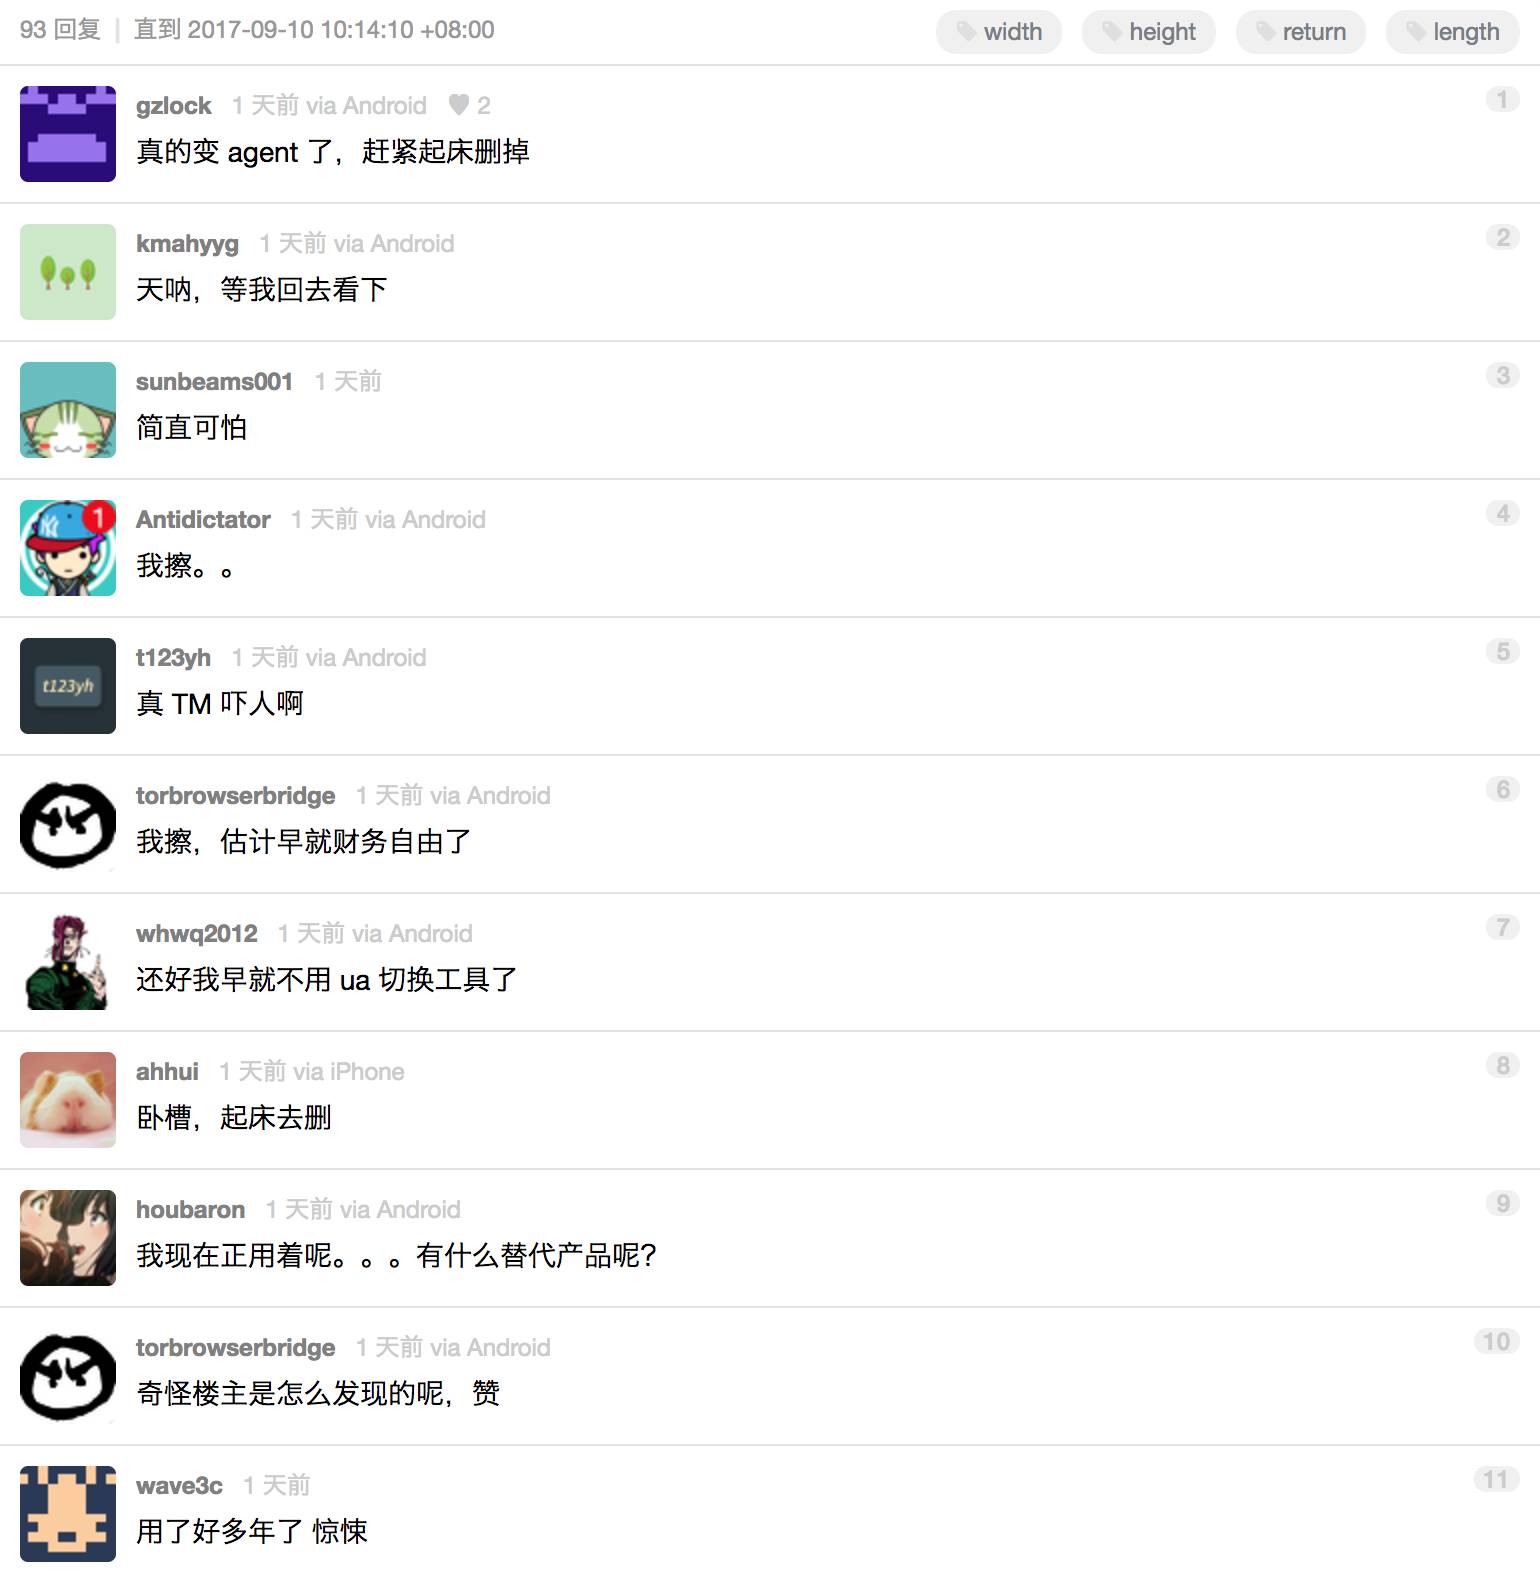 93 回复 | 直到 2017-09-10 10:14:10 +08:00 width height return length
gzlock 1 天前 via Android ♥ 2 1
真的变 agent 了，赶紧起床删掉
kmahyyg 1 天前 via Android 2
天呐，等我回去看下
sunbeams001 1 天前 3
简直可怕
1
Antidictator 1 天前 via Android 4
我擦。。
t123yh
t123yh 1 天前 via Android 5
真 TM 吓人啊
torbrowserbridge 1 天前 via Android 6
我擦，估计早就财务自由了
whwq2012 1 天前 via Android 7
还好我早就不用 ua 切换工具了
ahhui 1 天前 via iPhone 8
卧槽，起床去删
houbaron 1 天前 via Android 9
我现在正用着呢。。。有什么替代产品呢？
torbrowserbridge 1 天前 via Android 10
奇怪楼主是怎么发现的呢，赞
wave3c 1 天前 11
用了好多年了 惊悚